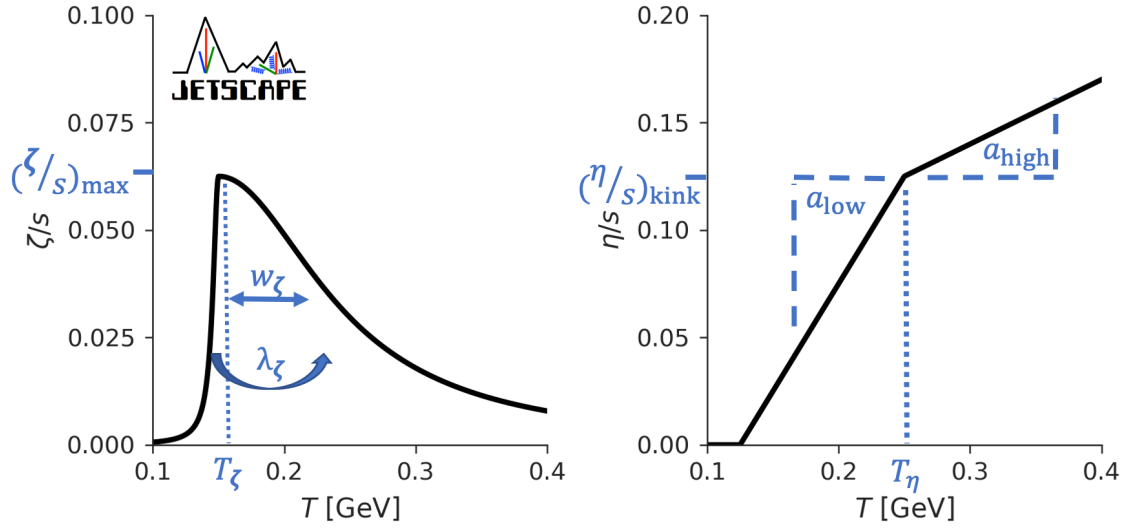 JETSCAPE
0.100
0.075
(ζ/s)max
0.050
ζ/s
0.025
0.000
wζ
λζ
0.1
Tζ
0.2
0.3
0.4
T [GeV]
0.20
0.15
(η/s)kink
η/s
0.10
0.05
0.00
ahigh
alow
0.1
0.2
Tη
0.3
0.4
T [GeV]